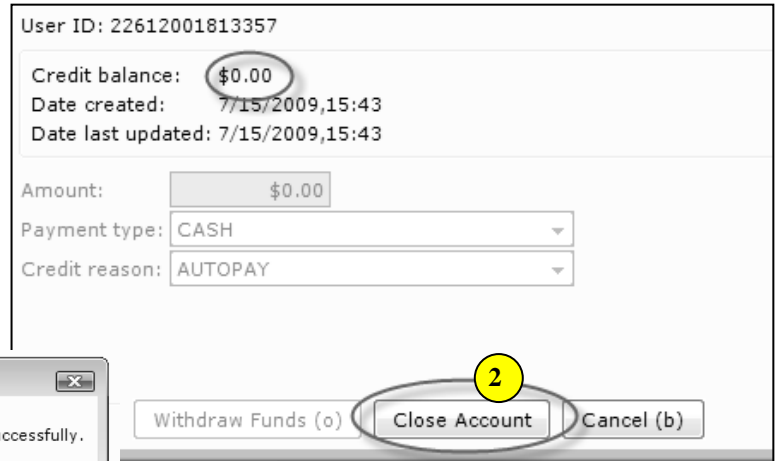 User ID: 22612001813357
Credit balance: $0.00
Date created: 7/15/2009,15:43
Date last updated: 7/15/2009,15:43
Amount: $0.00
Payment type: CASH
Credit reason: AUTOPAY
2
Withdraw Funds (o) Close Account Cancel (b)